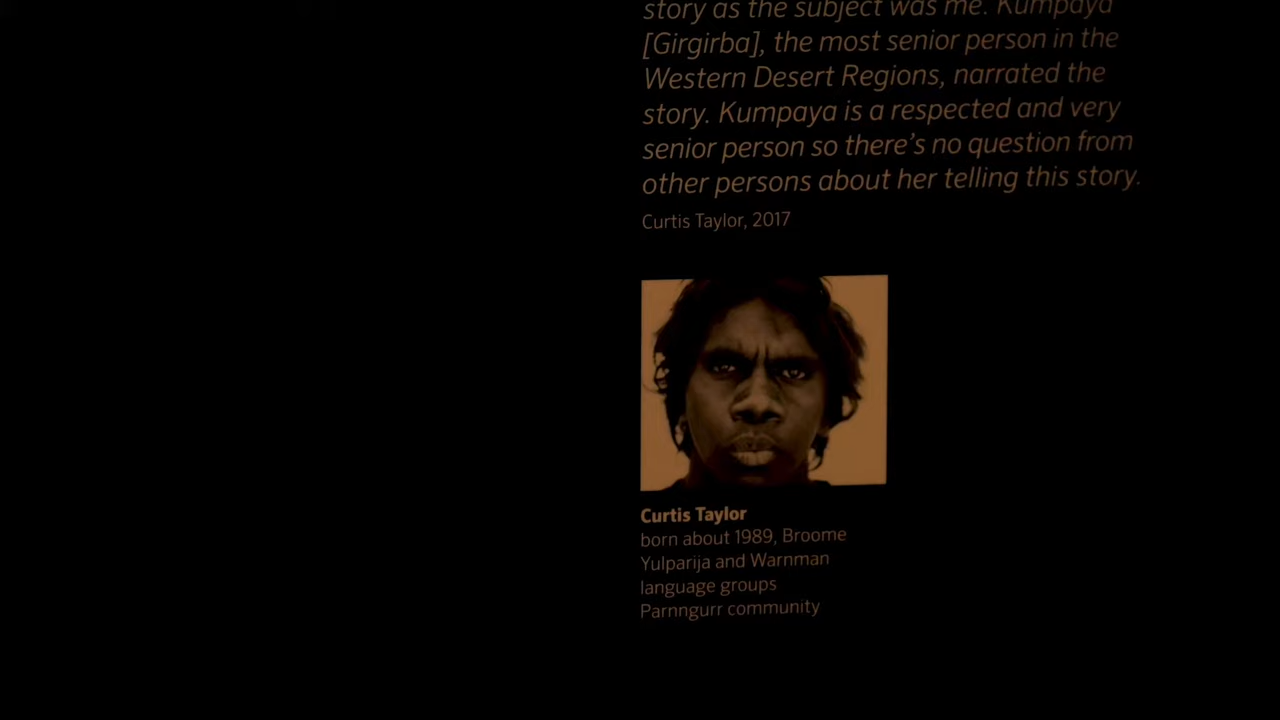 story as the subject was me. Kumpaya
[Girgirba], the most senior person in the
Western Desert Regions, narrated the
story. Kumpaya is a respected and very
senior person so there's no question from
other persons about her telling this story.
Curtis Taylor, 2017
Curtis Taylor
born about 1989, Broome
Yulparija and Warnman
language groups
Parnngurr community